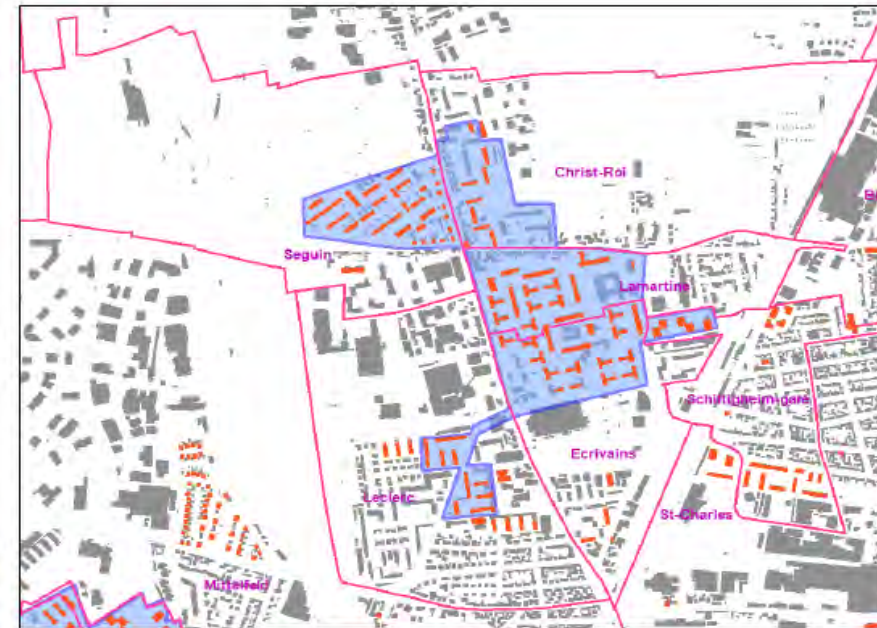 Christ-Roi
Seguin
Lamartine
Schiltigheim-gare
Ecrivains
Leclerc
St-Charles
Mittelfeld